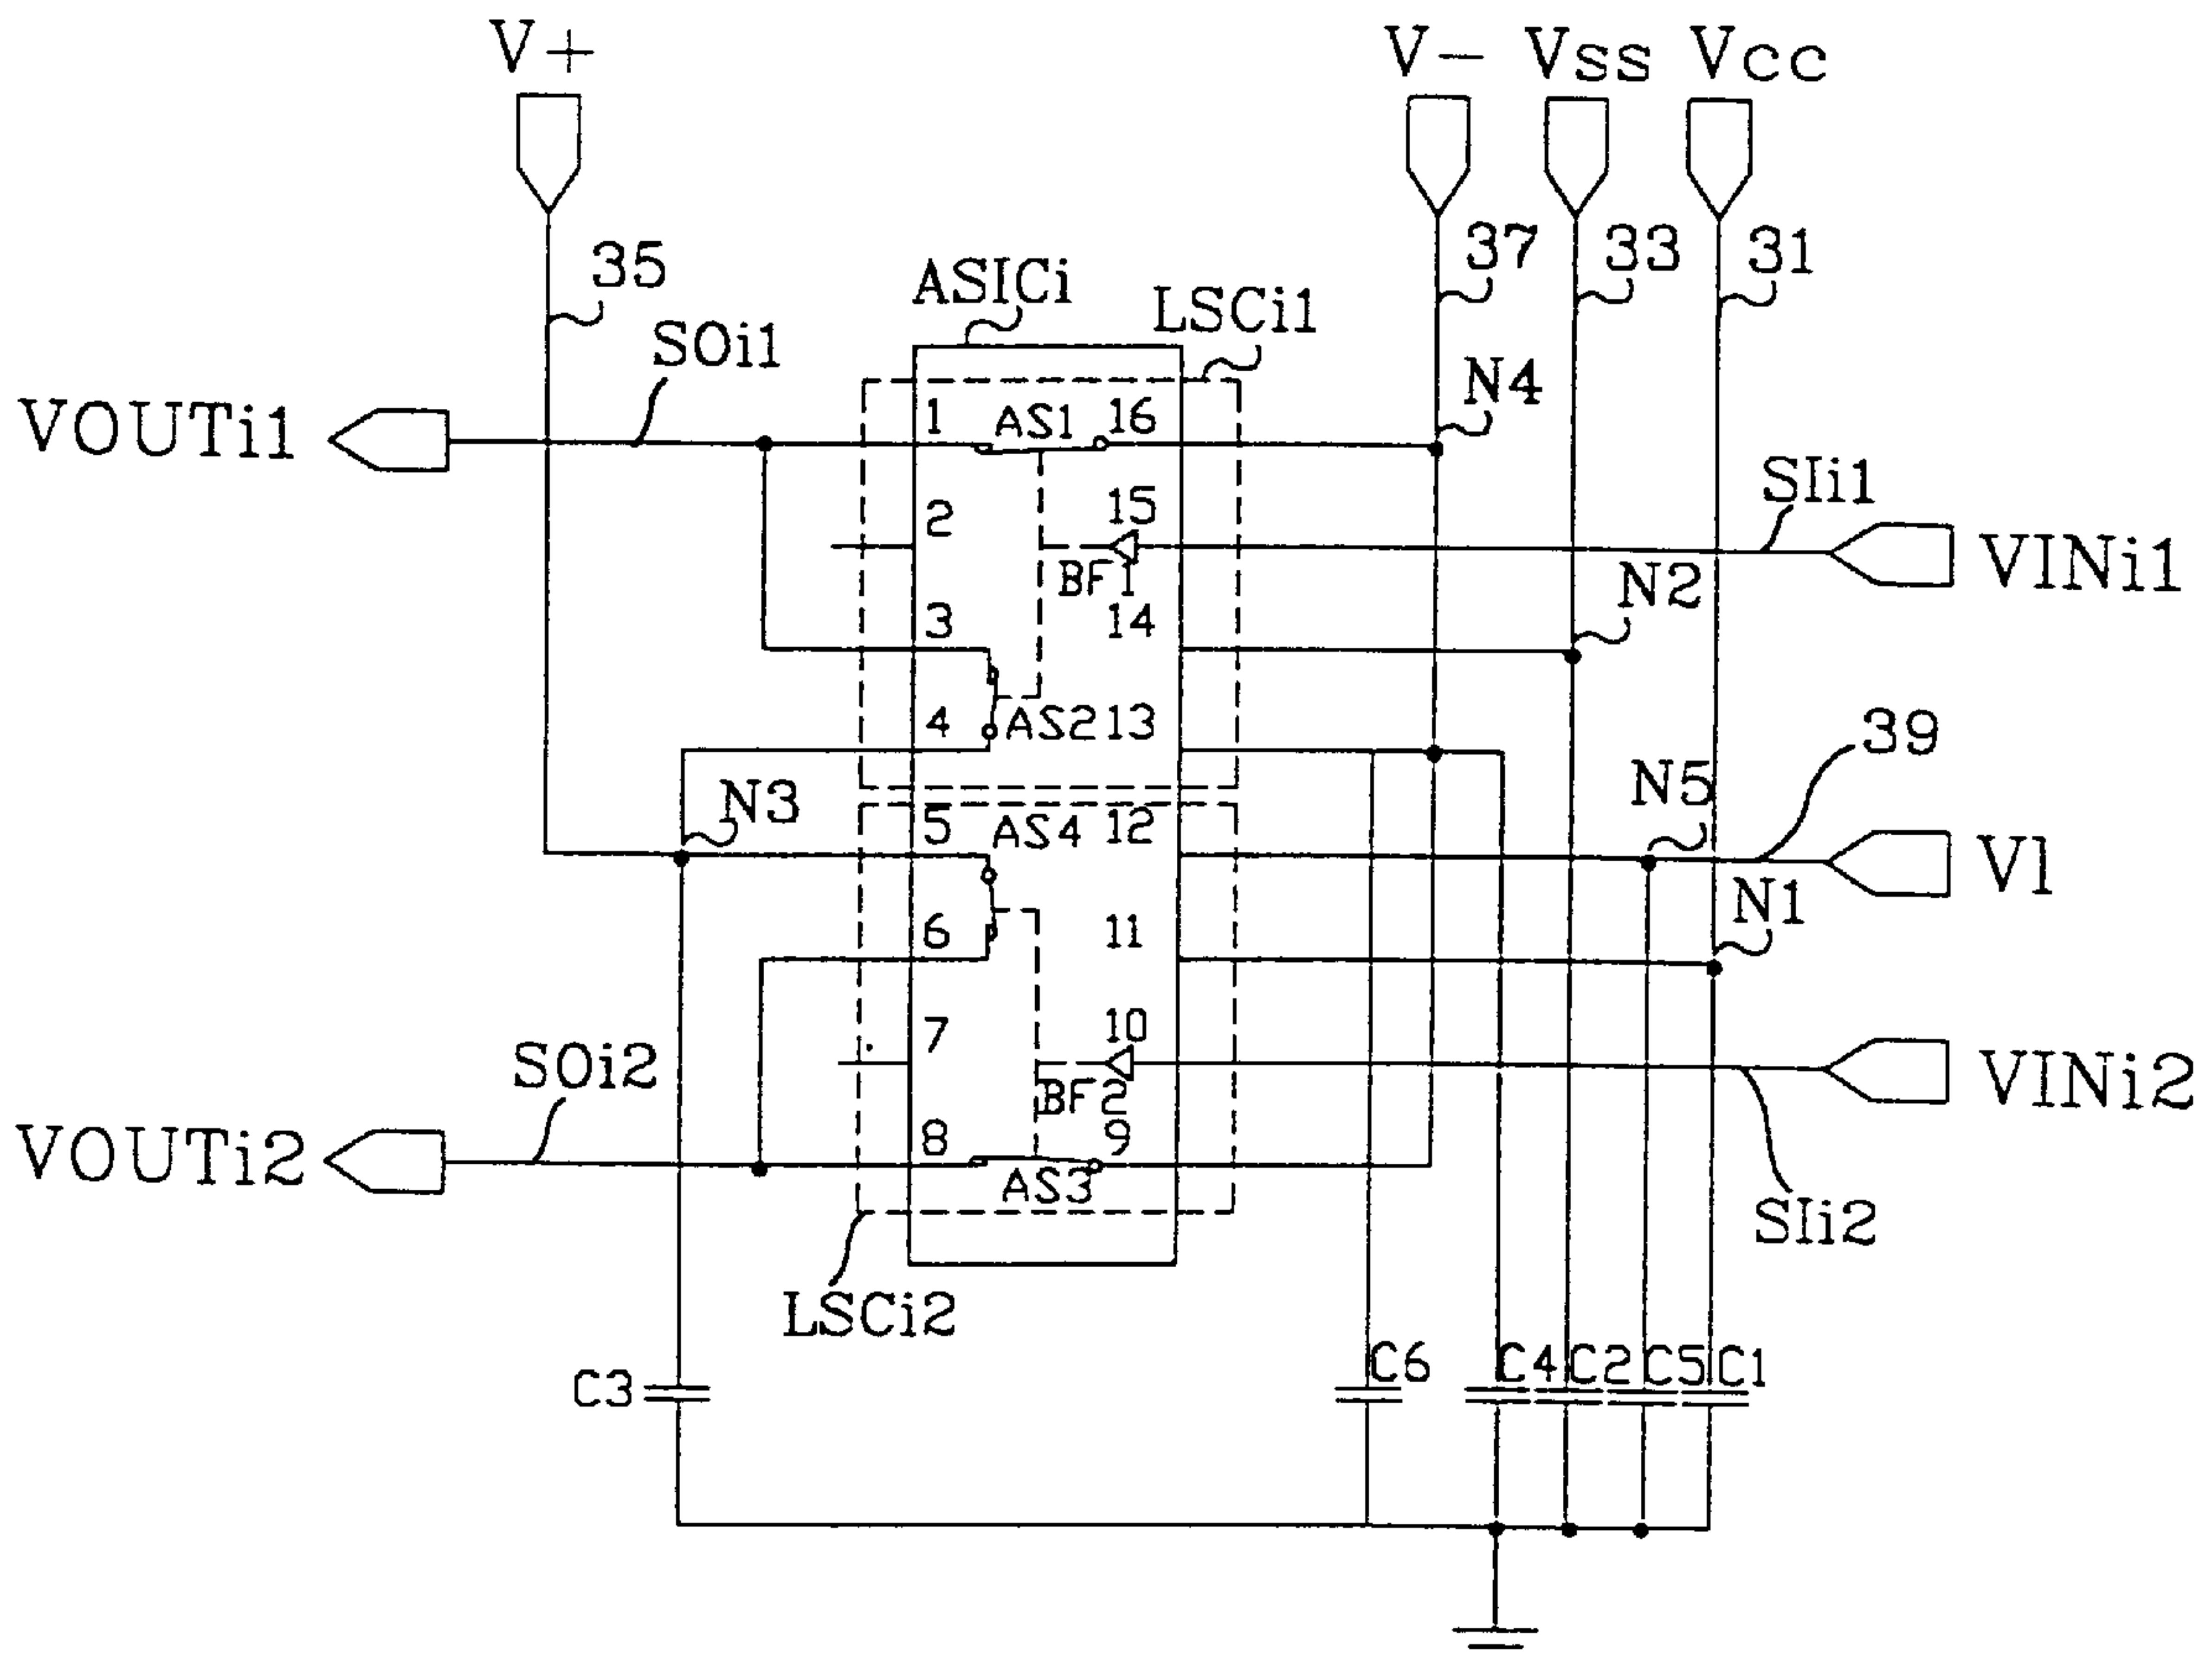 V+
V-
Vss
Vcc
35
37
33
31
ASICi
LSCi1
SOi1
N4
VOUTi1
1
AS1
16
SIi1
2
15
VINi1
BF1
N2
3
14
4
AS2
13
39
N3
N5
5
AS4
12
Vl
N1
6
11
7
10
SOi2
BF2
VINi2
VOUTi2
8
9
AS3
SIi2
LSCi2
C3
C6
C4
C2
C5
C1